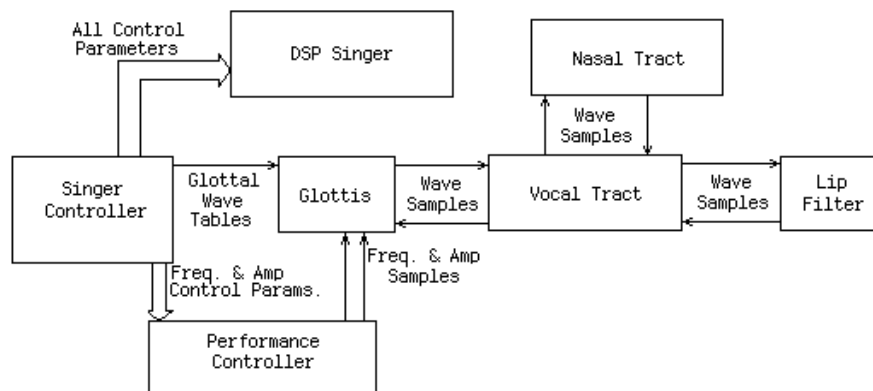 All Control
Parameters
DSP Singer
Nasal Tract
Wave
Samples
Singer
Controller
Glottal
Wave
Tables
Glottis
Wave
Samples
Vocal Tract
Wave
Samples
Lip
Filter
Freq. & Amp
Control Params.
Freq. & Amp
Samples
Performance
Controller